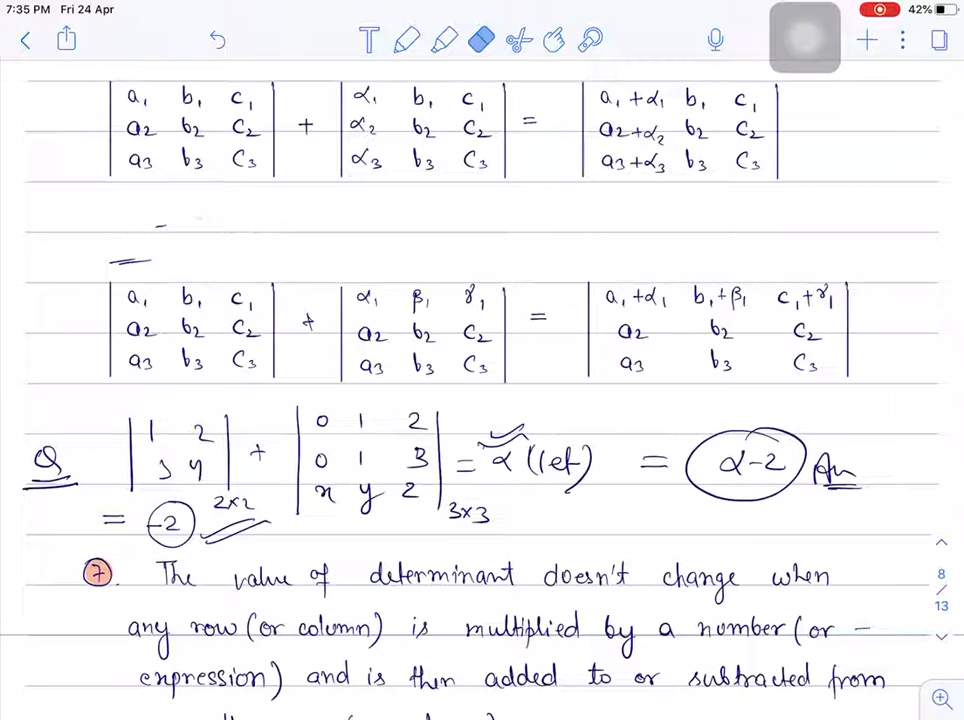 7:35 PM Fri 24 Apr 42%
a₁ b₁ c₁ α₁ b₁ c₁ a₁+α₁ b₁ c₁
a₂ b₂ c₂ + α₂ b₂ c₂ = a₂+α₂ b₂ c₂
a₃ b₃ c₃ α₃ b₃ c₃ a₃+α₃ b₃ c₃
a₁ b₁ c₁ α₁ β₁ γ₁ a₁+α₁ b₁+β₁ c₁+γ₁
a₂ b₂ c₂ + a₂ b₂ c₂ = a₂ b₂ c₂
a₃ b₃ c₃ a₃ b₃ c₃ a₃ b₃ c₃
1 2 0 1 2
Q 3 4 + 0 1 3 = α (let) = α-2 An
x y 2
= -2 2×2 3×3
7. The value of determinant doesn't change when
8
/
13
any row (or column) is multiplied by a number (or -
expression) and is then added to or subtracted from